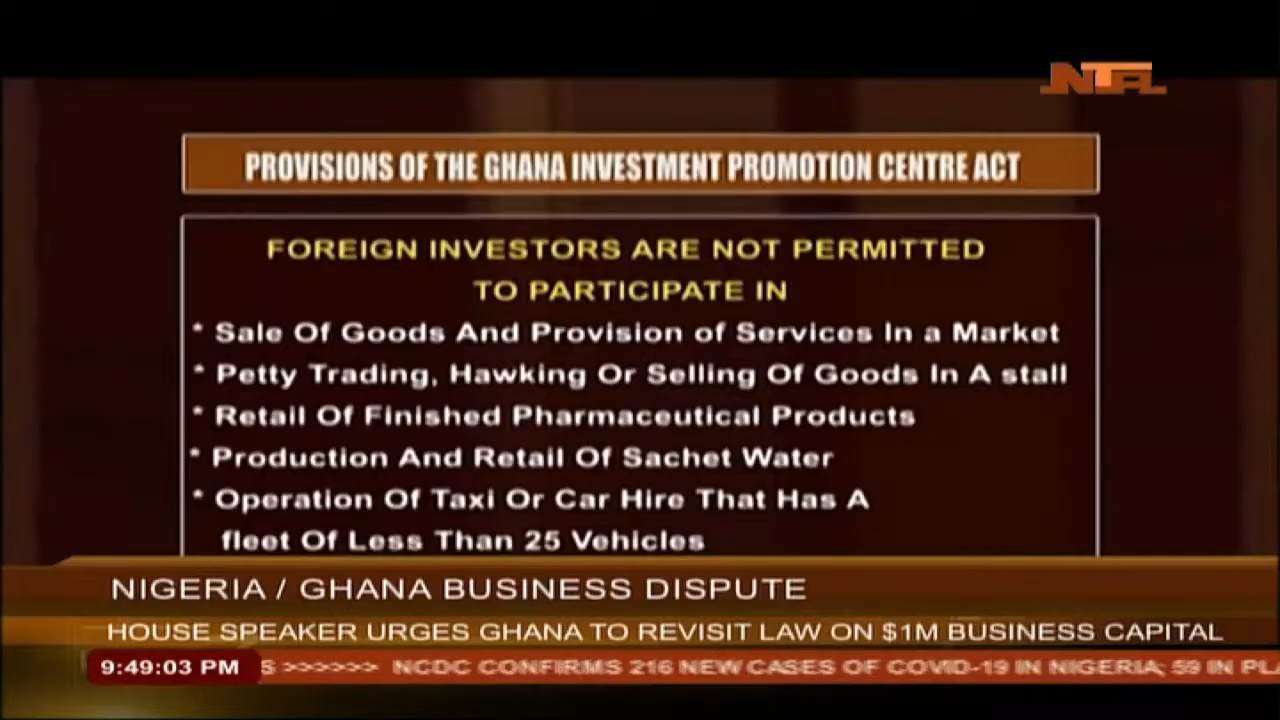 NTA
PROVISIONS OF THE GHANA INVESTMENT PROMOTION CENTRE ACT
FOREIGN INVESTORS ARE NOT PERMITTED
TO PARTICIPATE IN
* Sale Of Goods And Provision of Services In a Market
* Petty Trading, Hawking Or Selling Of Goods In A stall
* Retail Of Finished Pharmaceutical Products
* Production And Retail Of Sachet Water
* Operation Of Taxi Or Car Hire That Has A
fleet Of Less Than 25 Vehicles
NIGERIA / GHANA BUSINESS DISPUTE
HOUSE SPEAKER URGES GHANA TO REVISIT LAW ON $1M BUSINESS CAPITAL
9:49:03 PM S >>>>>> NCDC CONFIRMS 216 NEW CASES OF COVID-19 IN NIGERIA; 59 IN PLA